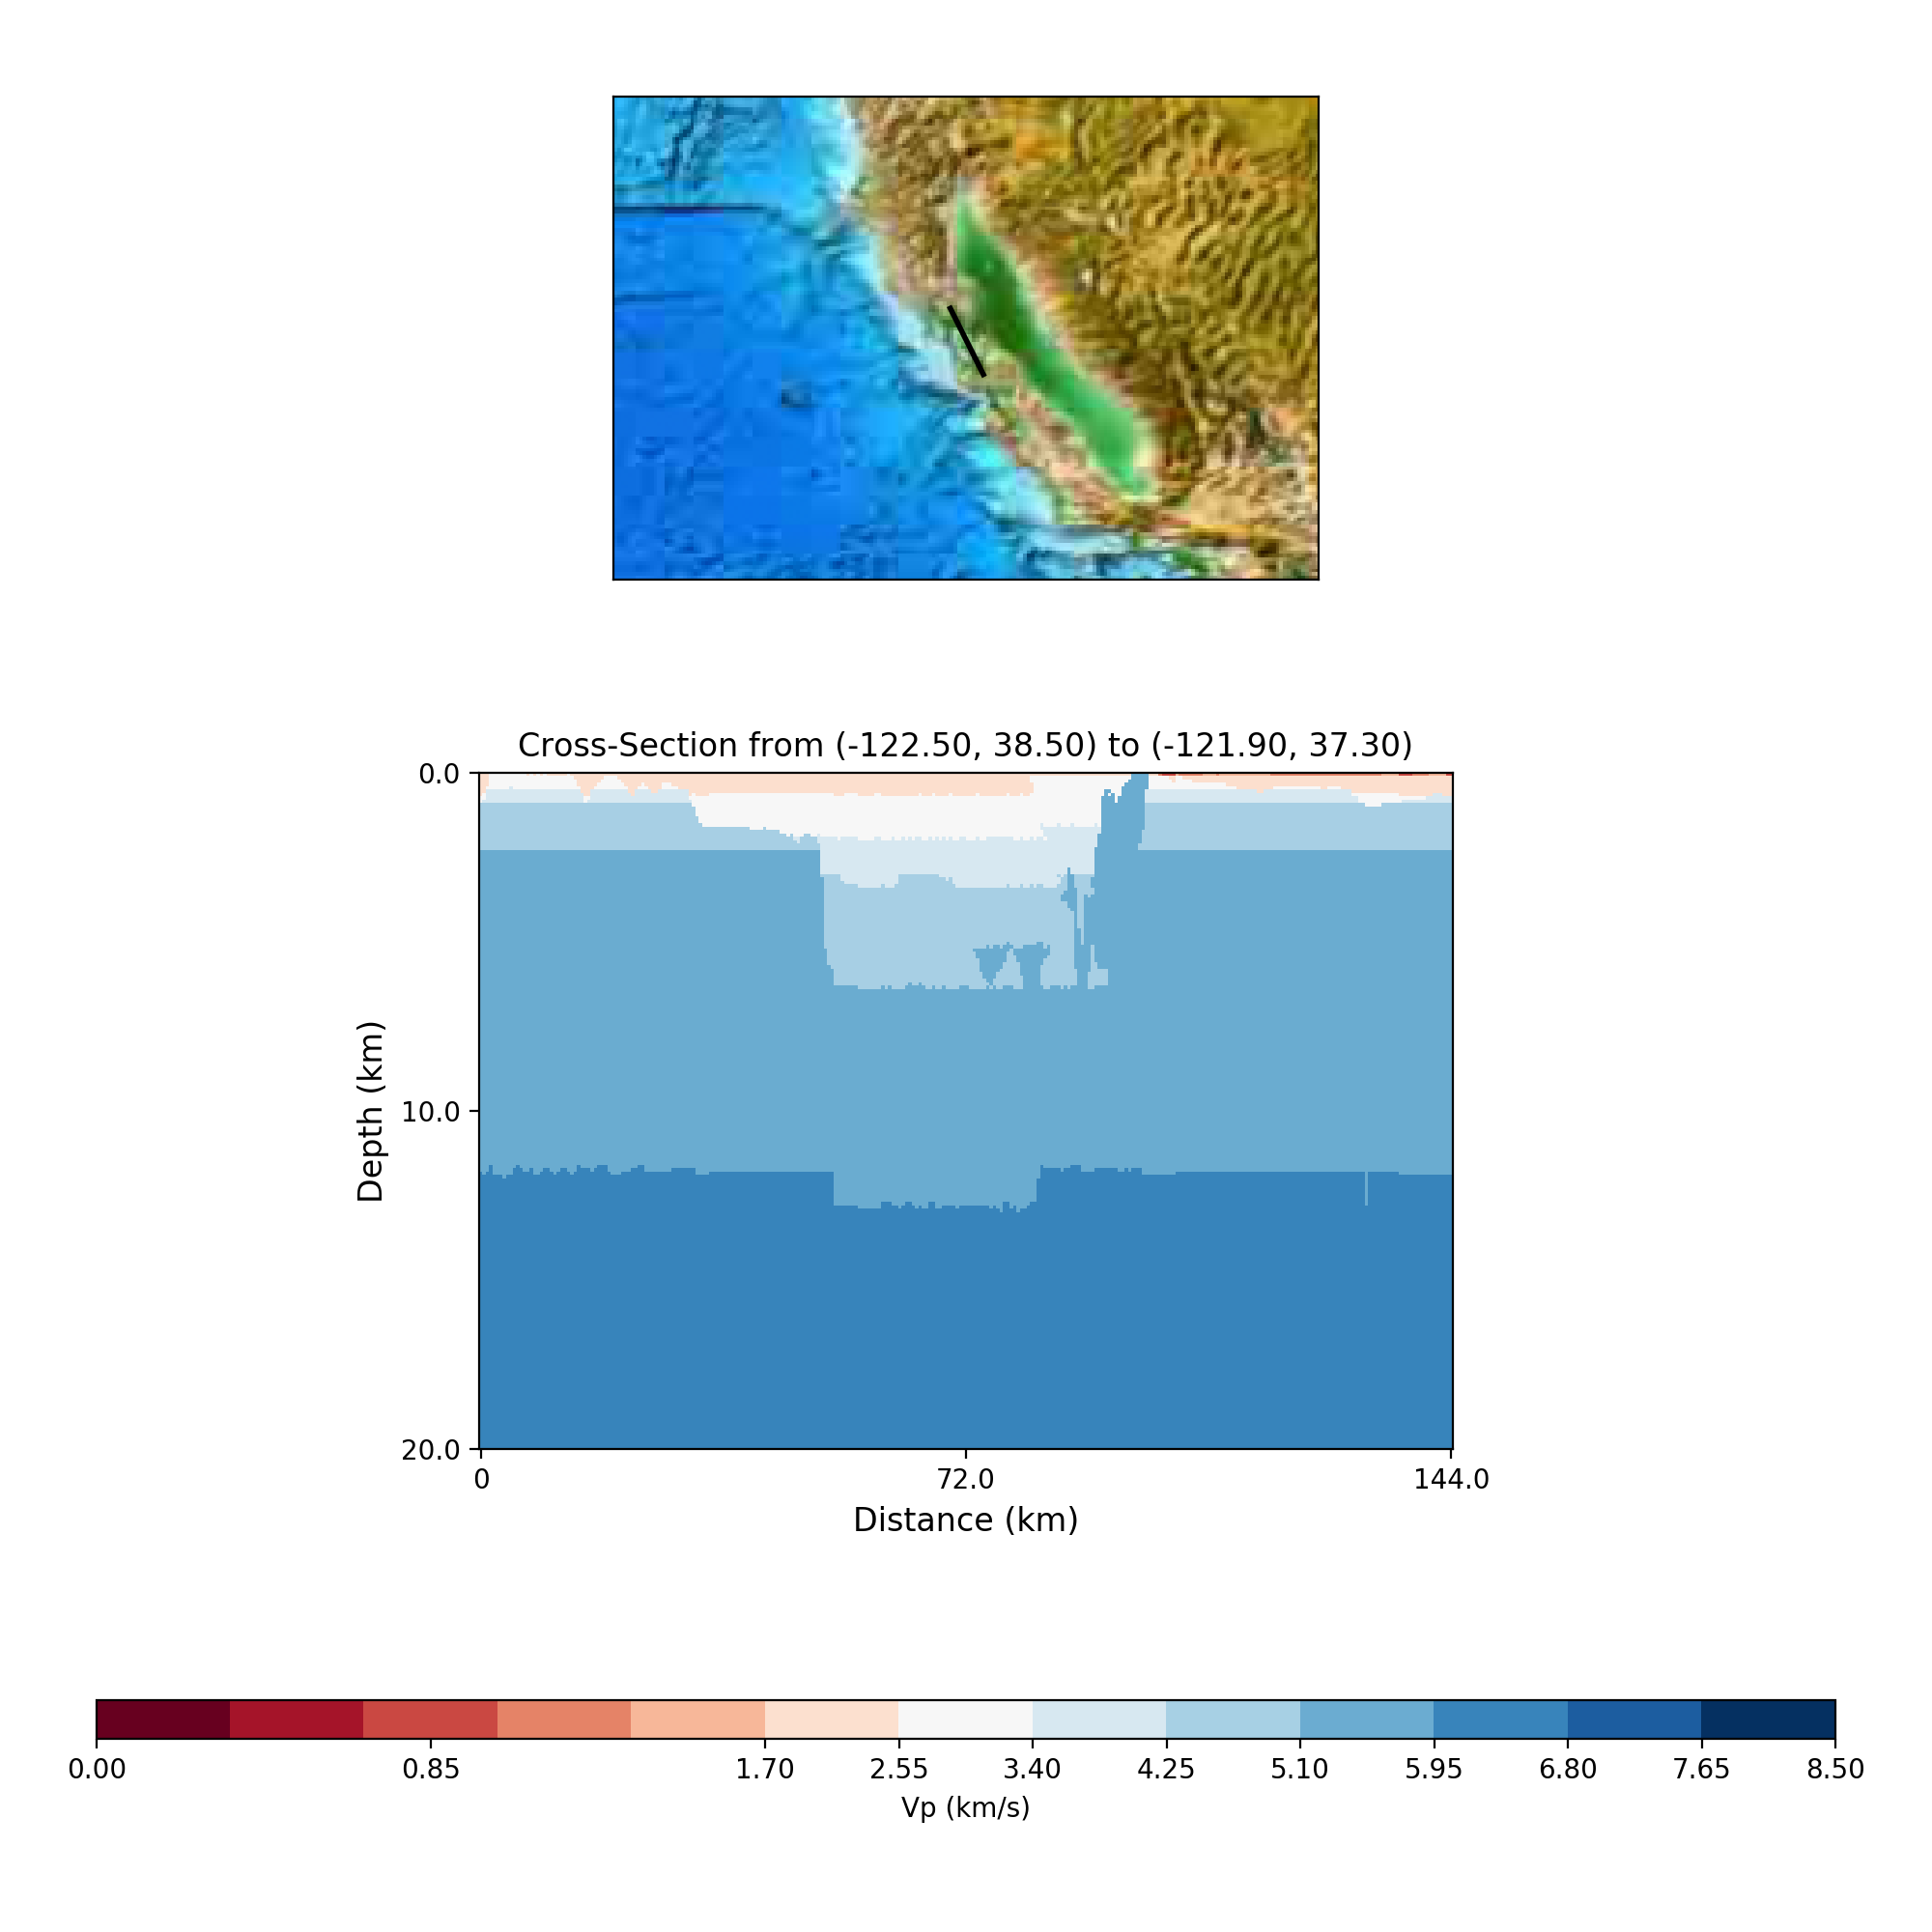 Cross-Section from (-122.50, 38.50) to (-121.90, 37.30)
0.0
10.0
20.0
Depth (km)
0 72.0 144.0
Distance (km)
0.00 0.85 1.70 2.55 3.40 4.25 5.10 5.95 6.80 7.65 8.50
Vp (km/s)